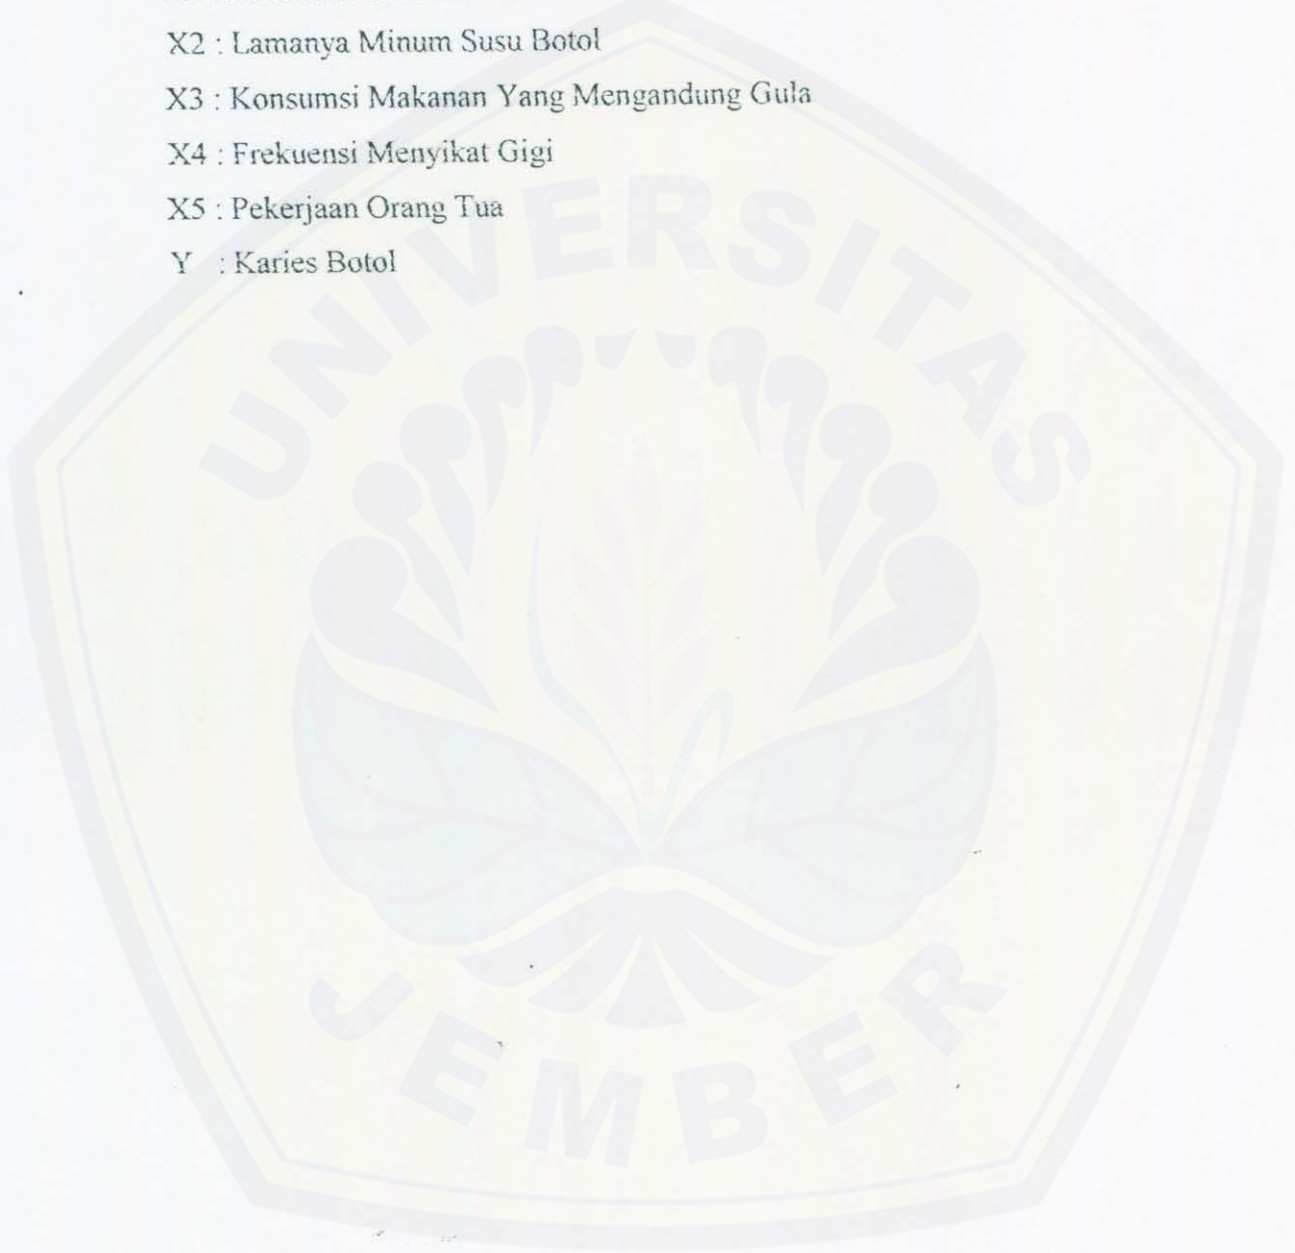 X2 : Lamanya Minum Susu Botol
X3 : Konsumsi Makanan Yang Mengandung Gula
X4 : Frekuensi Menyikat Gigi
X5 : Pekerjaan Orang Tua
Y : Karies Botol
UNIVERSITAS
JEMBER